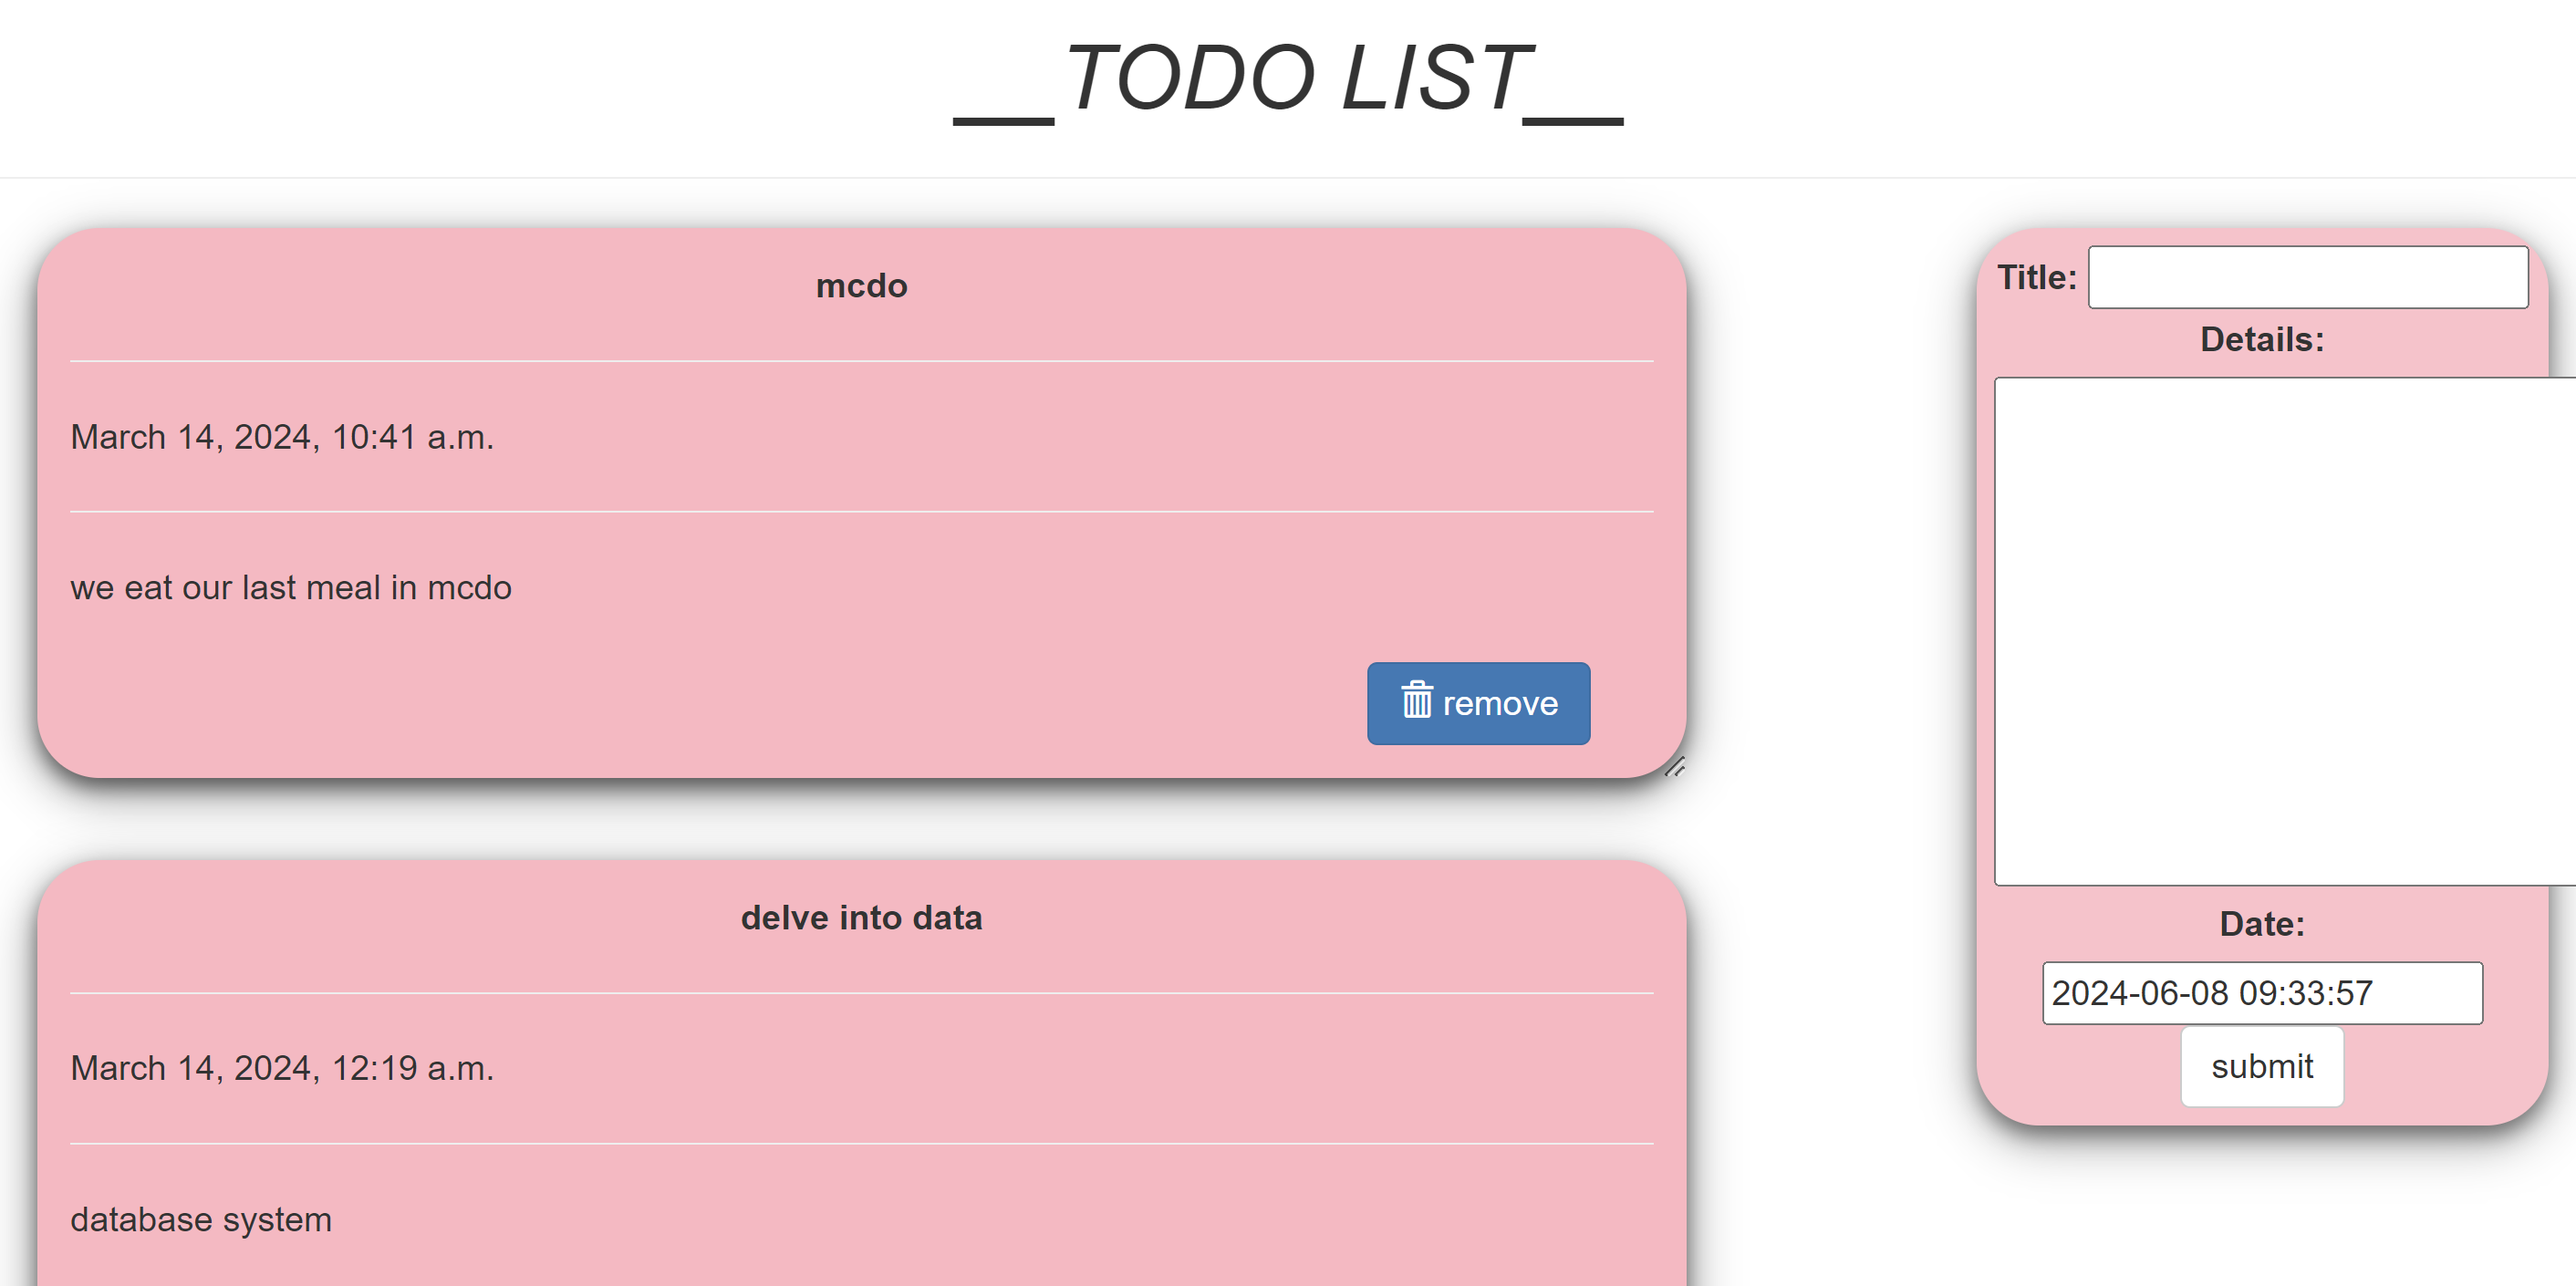 __TODO LIST__
mcdo
March 14, 2024, 10:41 a.m.
we eat our last meal in mcdo
remove
delve into data
March 14, 2024, 12:19 a.m.
database system
Title:
Details:
Date:
2024-06-08 09:33:57
submit